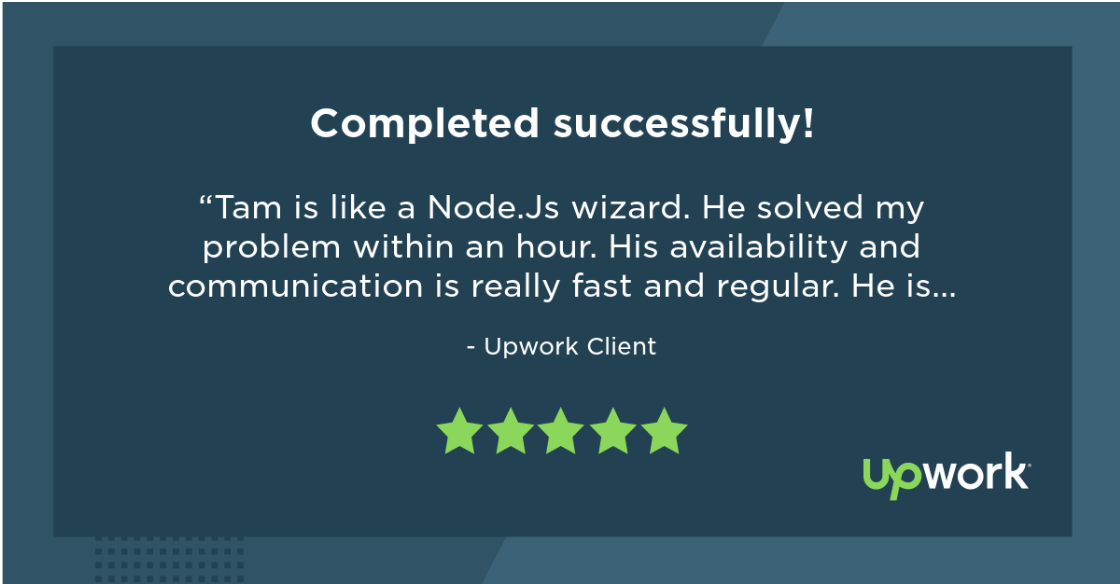 Completed successfully!
“Tam is like a Node.Js wizard. He solved my
problem within an hour. His availability and
communication is really fast and regular. He is...
- Upwork Client
upwork